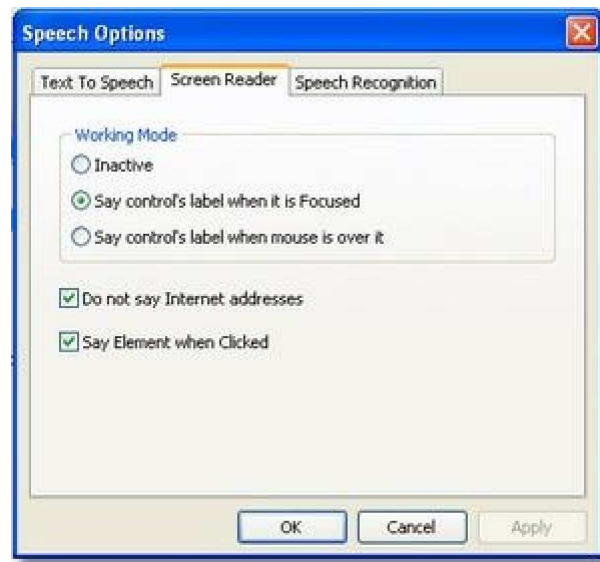 Speech Options
Text To Speech Screen Reader Speech Recognition
Working Mode
Inactive
Say control's label when it is Focused
Say control's label when mouse is over it
Do not say Internet addresses
Say Element when Clicked
OK Cancel Apply